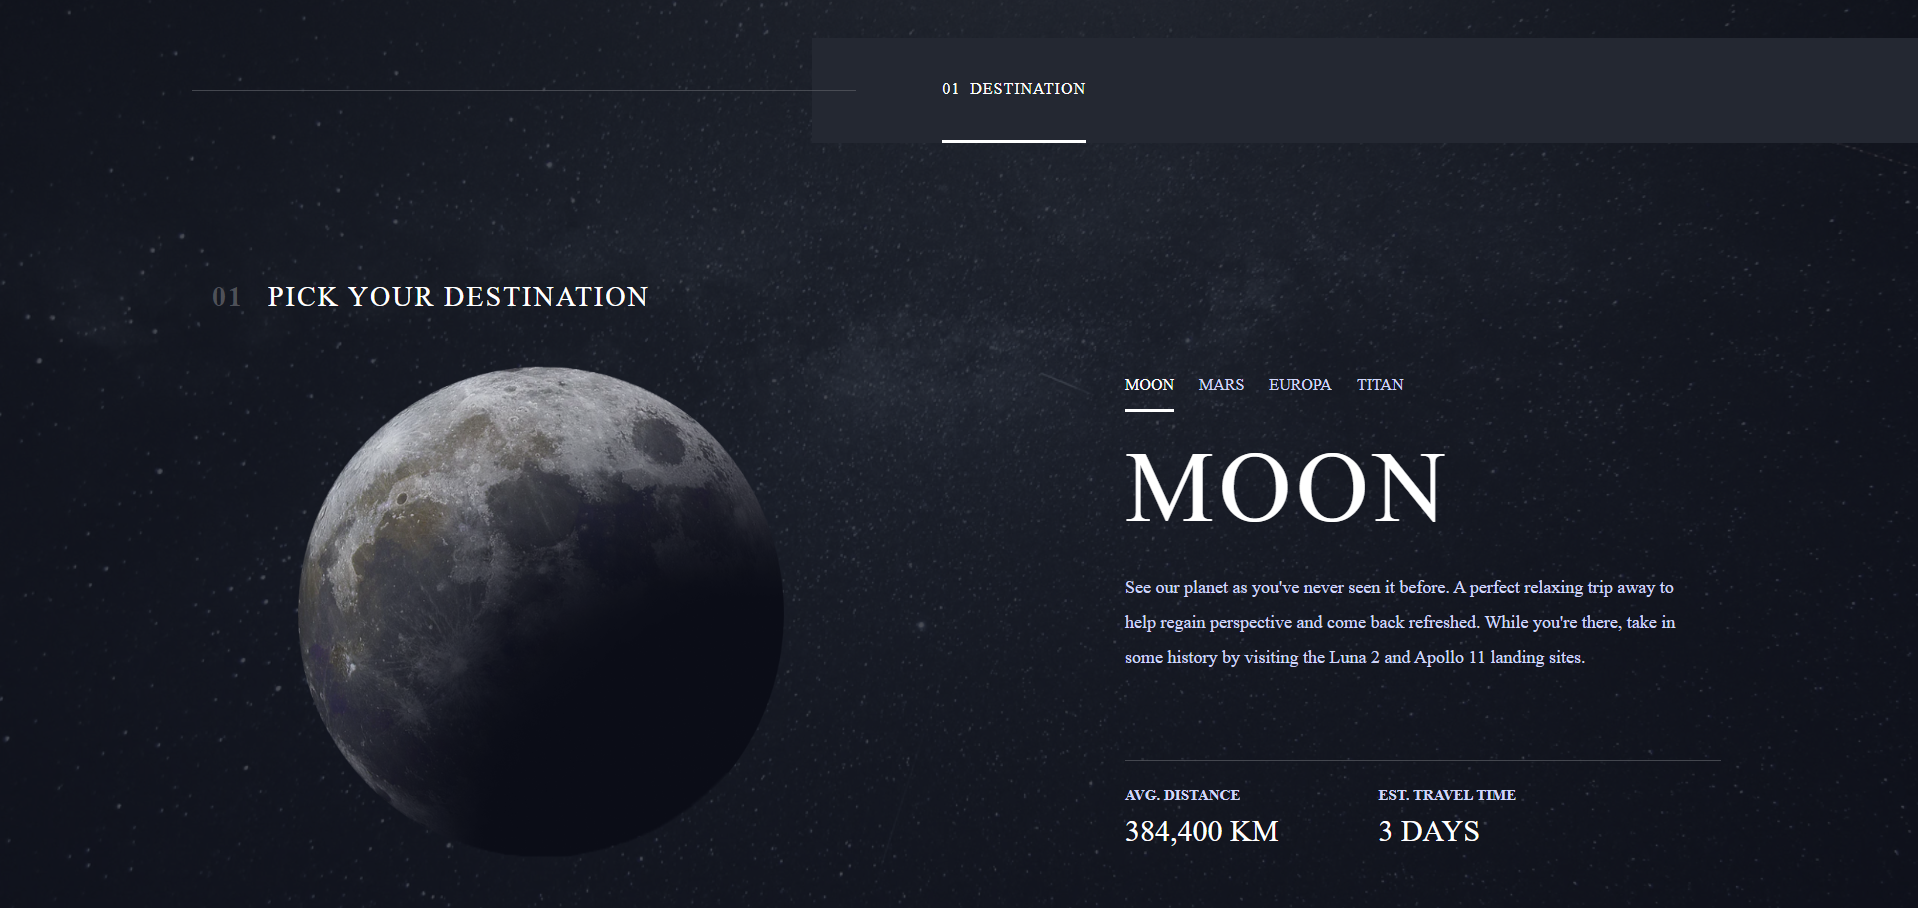 01 DESTINATION
01 PICK YOUR DESTINATION
MOON MARS EUROPA TITAN
MOON
See our planet as you've never seen it before. A perfect relaxing trip away to
help regain perspective and come back refreshed. While you're there, take in
some history by visiting the Luna 2 and Apollo 11 landing sites.
AVG. DISTANCE
384,400 KM
EST. TRAVEL TIME
3 DAYS